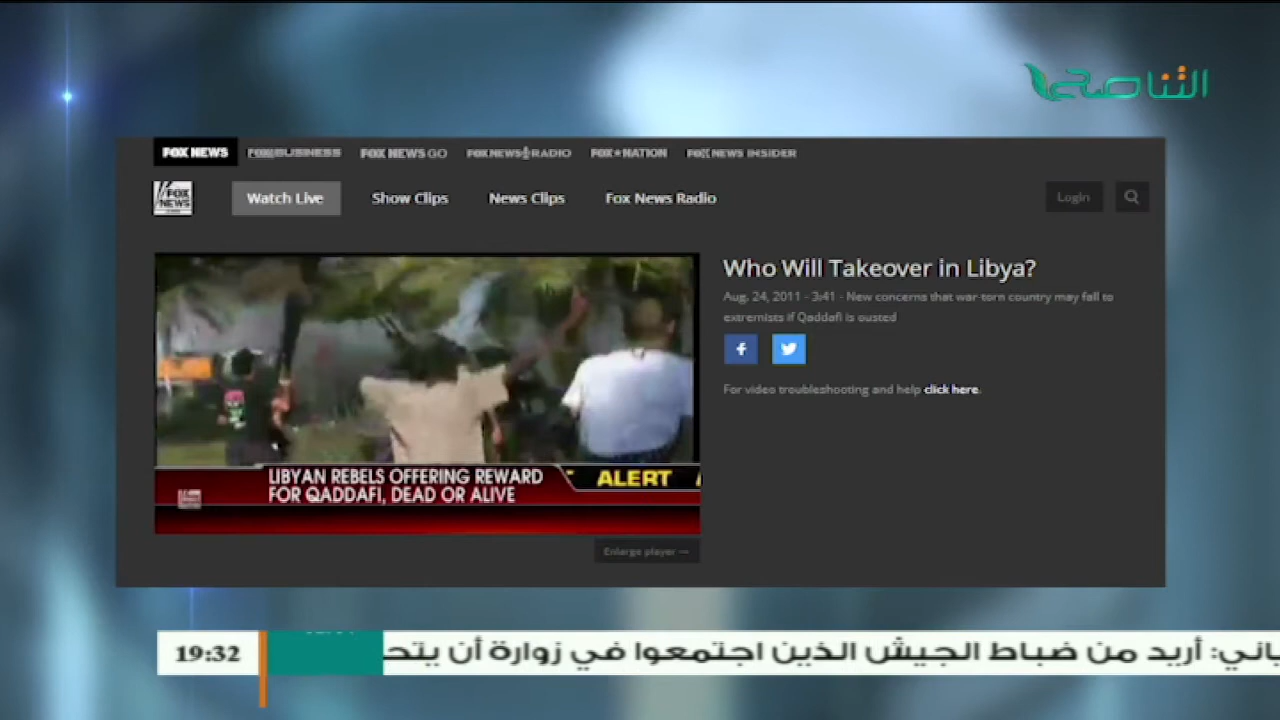 التناصح
FOX NEWS FOX BUSINESS FOX NEWS GO FOX NEWS RADIO FOX NATION FOX NEWS INSIDER
FOX NEWS Watch Live Show Clips News Clips Fox News Radio Login
Who Will Takeover in Libya?
Aug. 24, 2011 - 3:41 - New concerns that war-torn country may fall to
extremists if Qaddafi is ousted
For video troubleshooting and help click here.
LIBYAN REBELS OFFERING REWARD
FOR QADDAFI, DEAD OR ALIVE
ALERT
Enlarge player
باني: أريد من ضباط الجيش الذين اجتمعوا في زوارة أن يتحـ
19:32